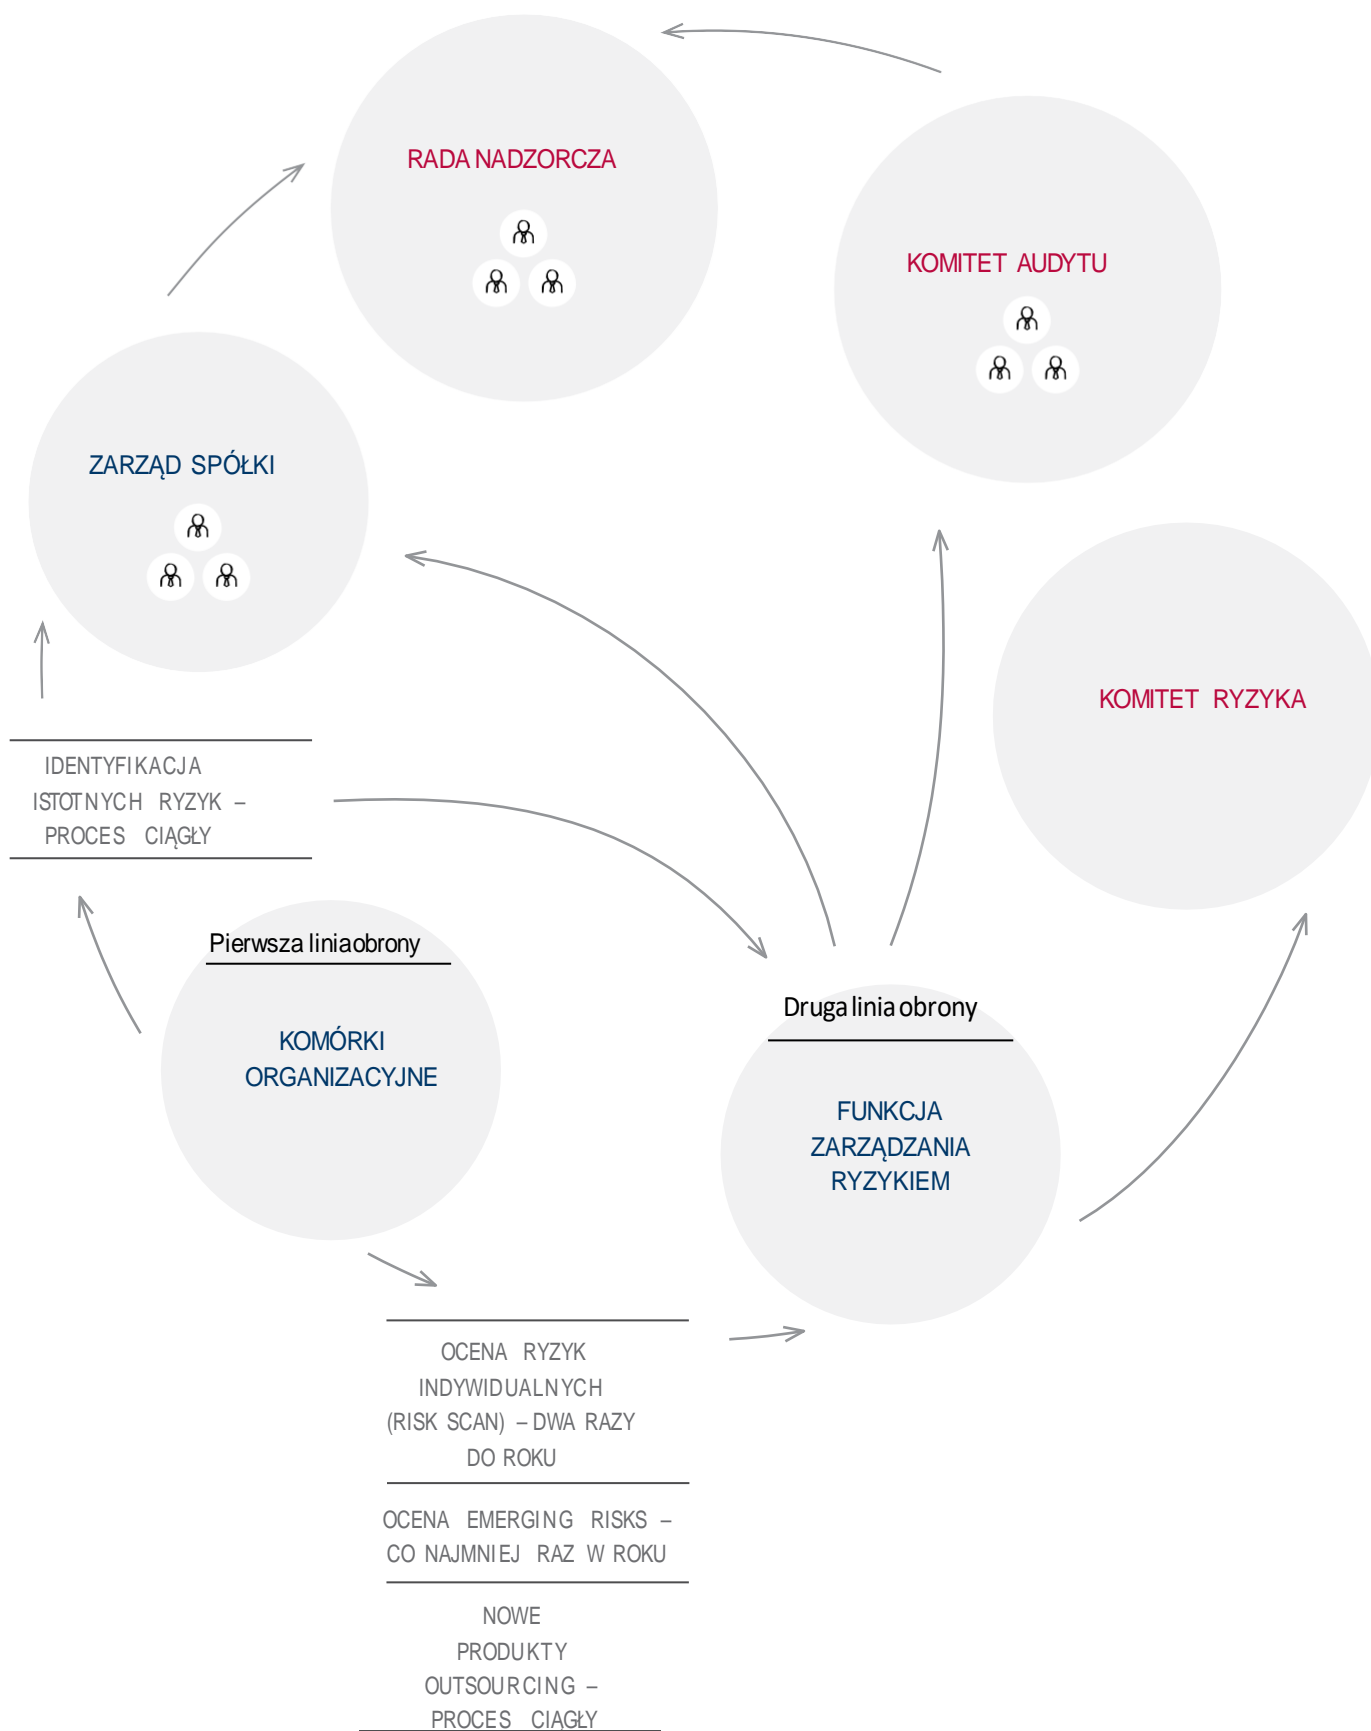 RADA NADZORCZA
KOMITET AUDYTU
ZARZĄD SPÓŁKI
KOMITET RYZYKA
IDENTYFIKACJA
ISTOTNYCH RYZYK –
PROCES CIĄGŁY
Pierwsza linia obrony
KOMÓRKI
ORGANIZACYJNE
Druga linia obrony
FUNKCJA
ZARZĄDZANIA
RYZYKIEM
OCENA RYZYK
INDYWIDUALNYCH
(RISK SCAN) – DWA RAZY
DO ROKU
OCENA EMERGING RISKS –
CO NAJMNIEJ RAZ W ROKU
NOWE
PRODUKTY
OUTSOURCING –
PROCES CIĄGŁY